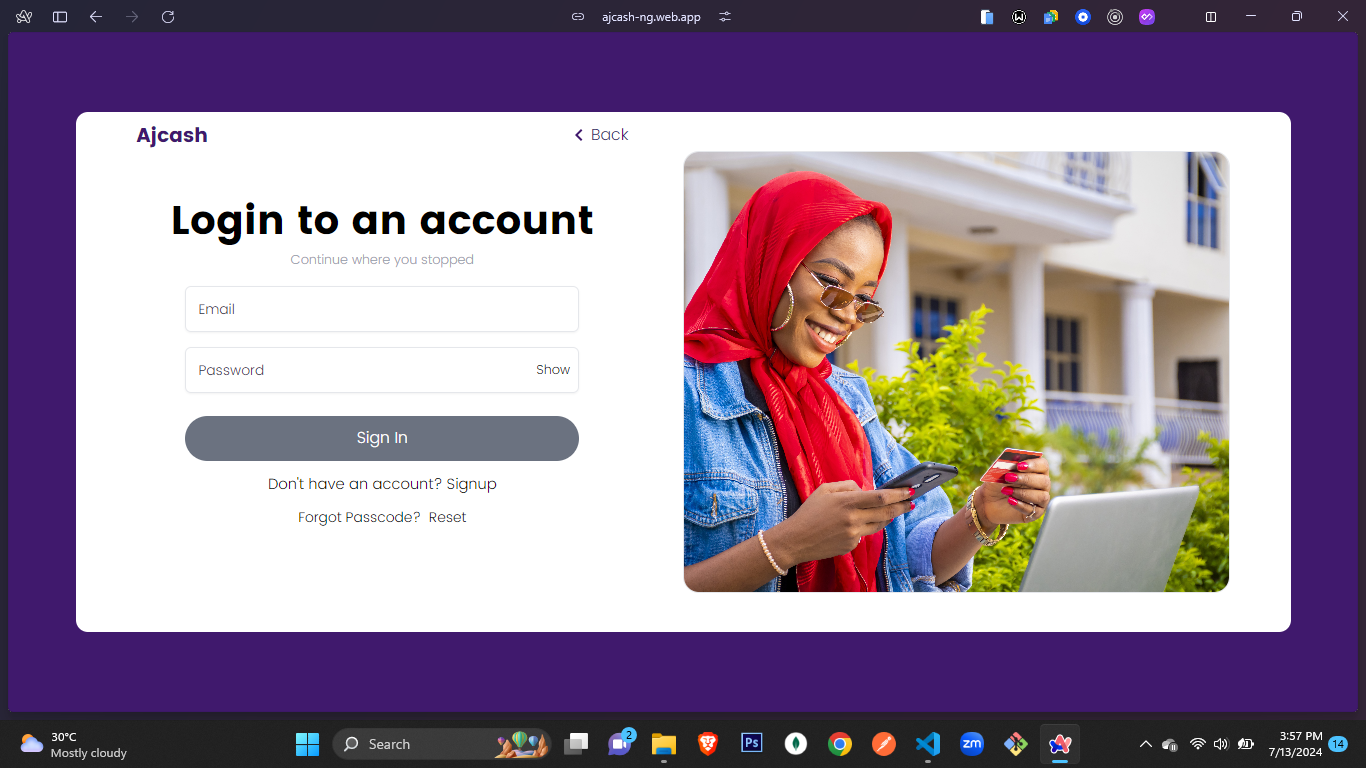 ajcash-ng.web.app
Ajcash
Back
Login to an account
Continue where you stopped
Email
Password
Show
Sign In
Don't have an account? Signup
Forgot Passcode? Reset
30°C
Mostly cloudy
Search
2
Ps
zm
3:57 PM
7/13/2024
14